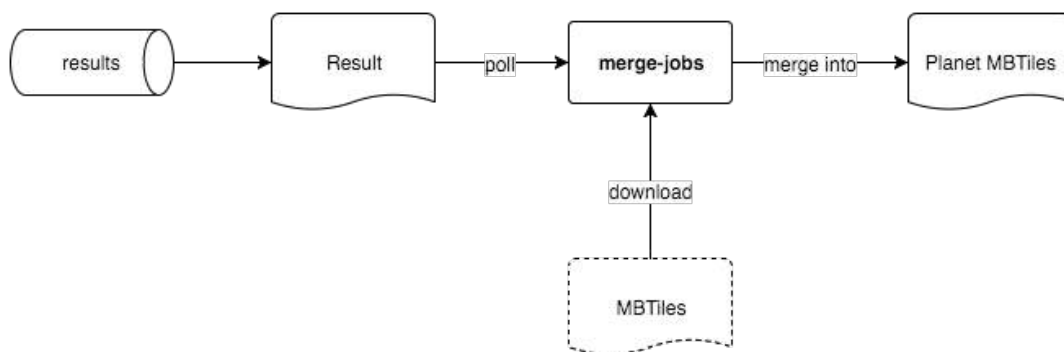 results
Result
poll
merge-jobs
merge into
Planet MBTiles
download
MBTiles